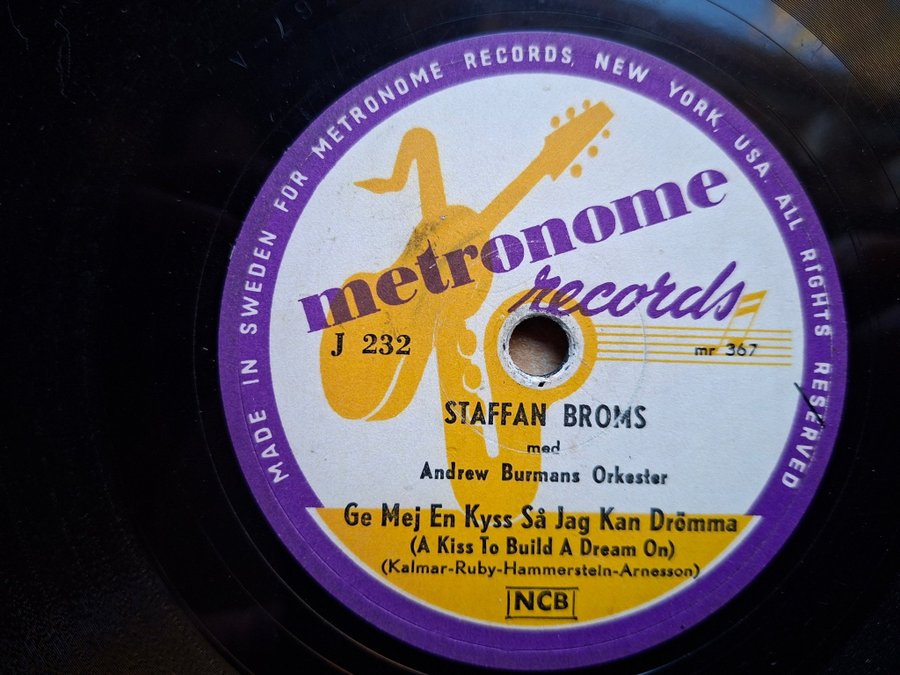 MADE IN SWEDEN FOR METRONOME RECORDS, NEW YORK, USA. ALL RIGHTS RESERVED
metronome
records
J 232
mr 367
STAFFAN BROMS
med
Andrew Burmans Orkester
Ge Mej En Kyss Så Jag Kan Drömma
(A Kiss To Build A Dream On)
(Kalmar-Ruby-Hammerstein-Arnesson)
NCB